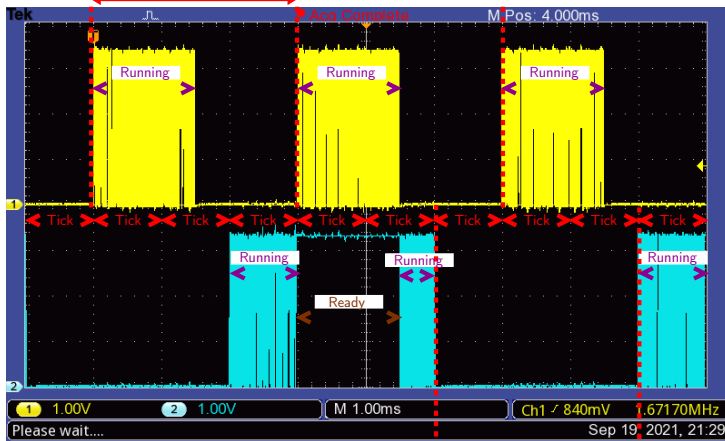 Tek Acq Complete M Pos: 4.000ms
T
Running Running Running
1
Tick Tick Tick Tick Tick Tick Tick Tick Tick Tick
Running Running Running
Ready
2
1 1.00V 2 1.00V M 1.00ms Ch1 840mV 1.67170MHz
Please wait.... Sep 19, 2021, 21:29